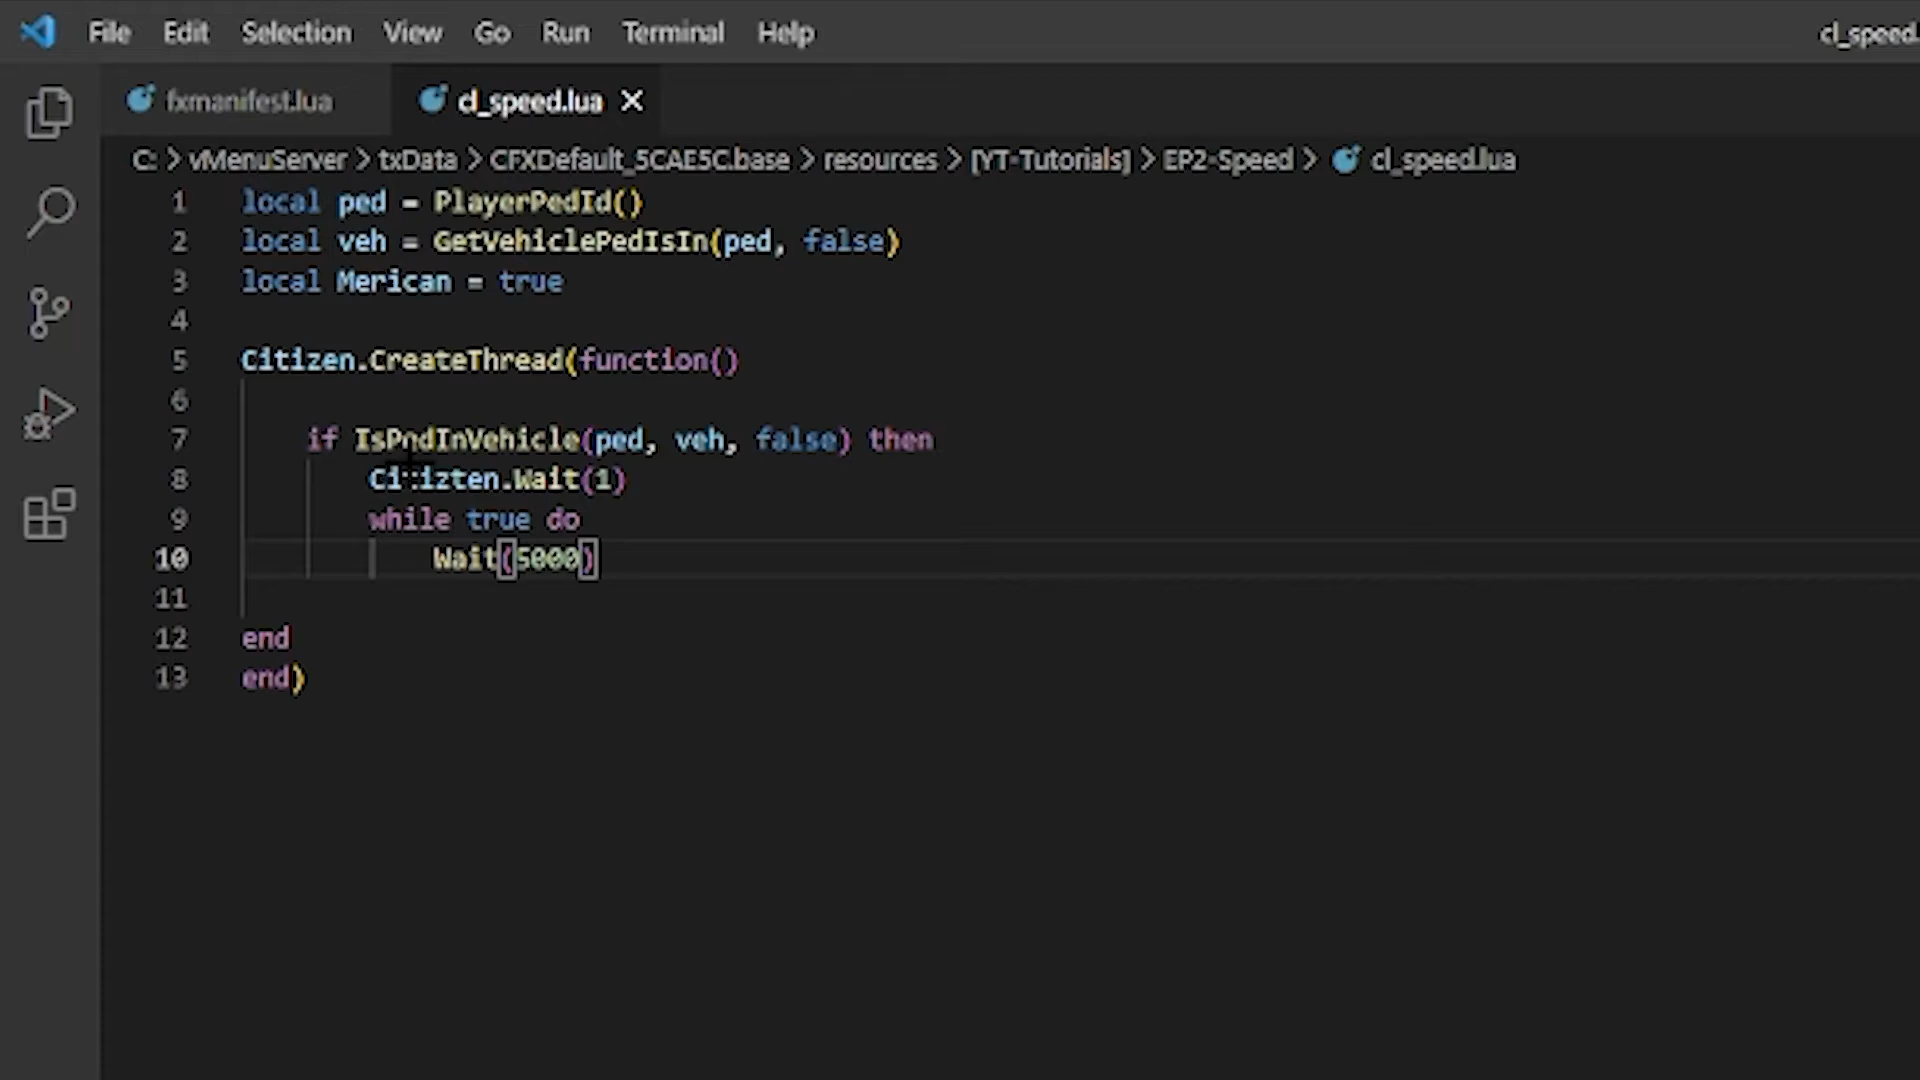 File Edit Selection View Go Run Terminal Help cl_speed.
fxmanifest.lua cl_speed.lua
C: > vMenuServer > txData > CFXDefault_5CAE5C.base > resources > [YT-Tutorials] > EP2-Speed > cl_speed.lua
1 local ped = PlayerPedId()
2 local veh = GetVehiclePedIsIn(ped, false)
3 local Merican = true
4
5 Citizen.CreateThread(function()
6
7 if IsPedInVehicle(ped, veh, false) then
8 Citizten.Wait(1)
9 while true do
10 Wait(5000)
11
12 end
13 end)